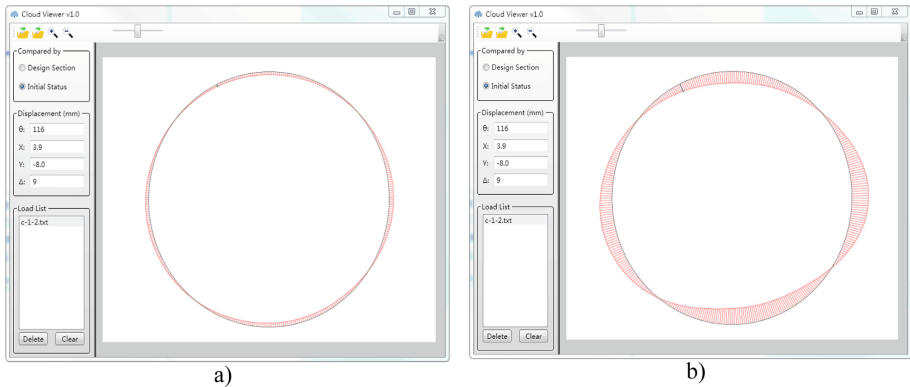 Cloud Viewer v1.0
Compared by
Design Section
Initial Status
Displacement (mm)
θ: 116
X: 3.9
Y: -8.0
Δ: 9
Load List
c-1-2.txt
Delete Clear
a)
Cloud Viewer v1.0
Compared by
Design Section
Initial Status
Displacement (mm)
θ: 116
X: 3.9
Y: -8.0
Δ: 9
Load List
c-1-2.txt
Delete Clear
b)